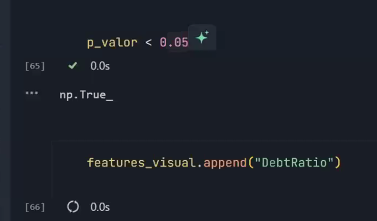 p_valor < 0.05
[65] 0.0s
np.True_
features_visual.append("DebtRatio")
[66] 0.0s